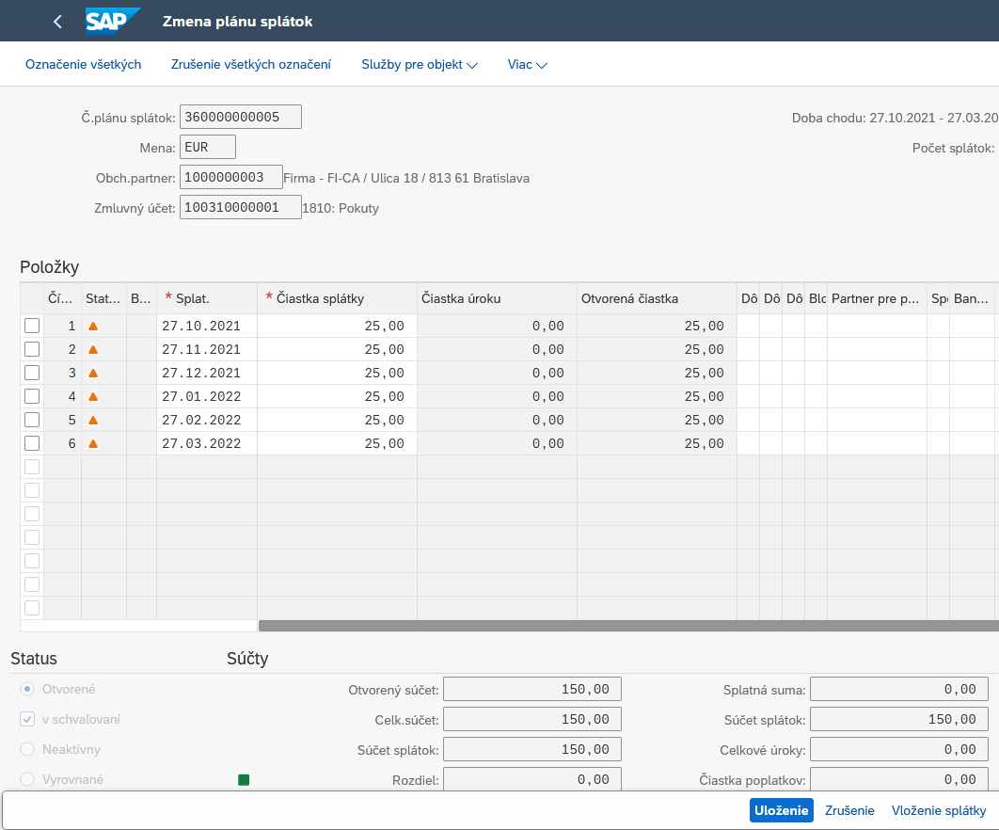 SAP Zmena plánu splátok
Označenie všetkých Zrušenie všetkých označení Služby pre objekt Viac
Č.plánu splátok: 360000000005 Doba chodu: 27.10.2021 - 27.03.20
Mena: EUR Počet splátok:
Obch.partner: 1000000003 Firma - FI-CA / Ulica 18 / 813 61 Bratislava
Zmluvný účet: 100310000001 1810: Pokuty
Položky
Čí... Stat... B... * Splat. * Čiastka splátky Čiastka úroku Otvorená čiastka Dô Dô Dô Blo Partner pre p... Spô Ban...
1 27.10.2021 25,00 0,00 25,00
2 27.11.2021 25,00 0,00 25,00
3 27.12.2021 25,00 0,00 25,00
4 27.01.2022 25,00 0,00 25,00
5 27.02.2022 25,00 0,00 25,00
6 27.03.2022 25,00 0,00 25,00
Status Súčty
Otvorené Otvorený súčet: 150,00 Splatná suma: 0,00
v schvaľovaní Celk.súčet: 150,00 Súčet splátok: 150,00
Neaktívny Súčet splátok: 150,00 Celkové úroky: 0,00
Vyrovnané Rozdiel: 0,00 Čiastka poplatkov: 0,00
Uloženie Zrušenie Vloženie splátky